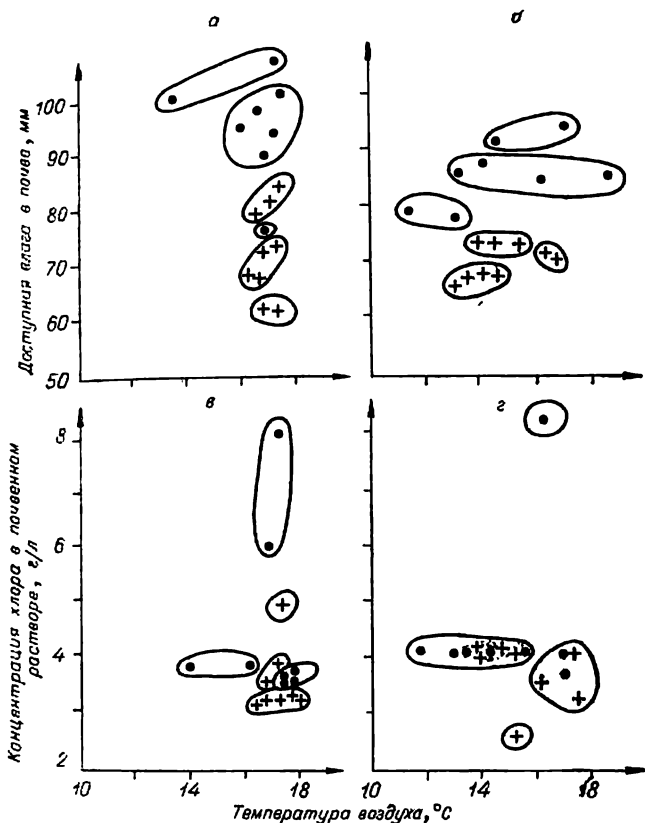 а
б
Доступная влага в почве, мм
100
90
80
70
60
50
в
г
Концентрация хлора в почвенном
растворе, г/л
8
6
4
2
10
14
18
10
14
18
Температура воздуха, °С